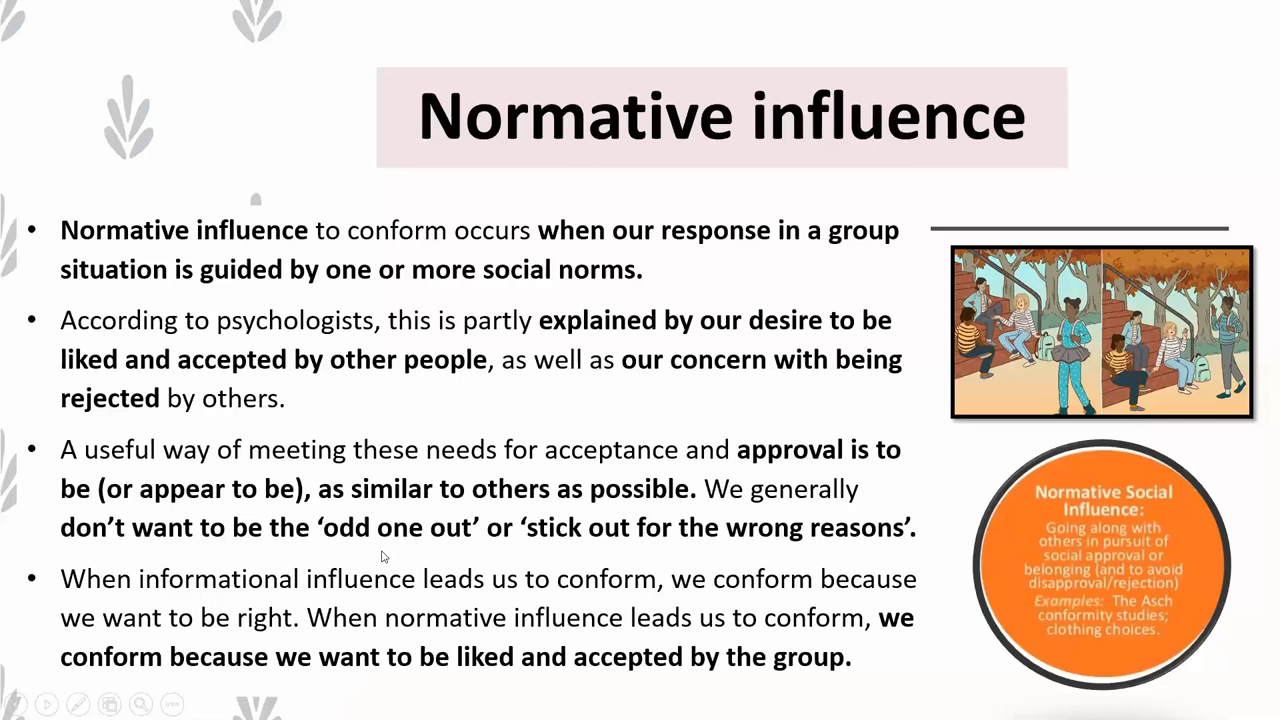 Normative influence
• Normative influence to conform occurs when our response in a group
situation is guided by one or more social norms.
• According to psychologists, this is partly explained by our desire to be
liked and accepted by other people, as well as our concern with being
rejected by others.
• A useful way of meeting these needs for acceptance and approval is to
be (or appear to be), as similar to others as possible. We generally
don’t want to be the ‘odd one out’ or ‘stick out for the wrong reasons’.
• When informational influence leads us to conform, we conform because
we want to be right. When normative influence leads us to conform, we
conform because we want to be liked and accepted by the group.
Normative Social
Influence:
Going along with
others in pursuit of
social approval or
belonging (and to avoid
disapproval/rejection)
Examples: The Asch
conformity studies;
clothing choices.